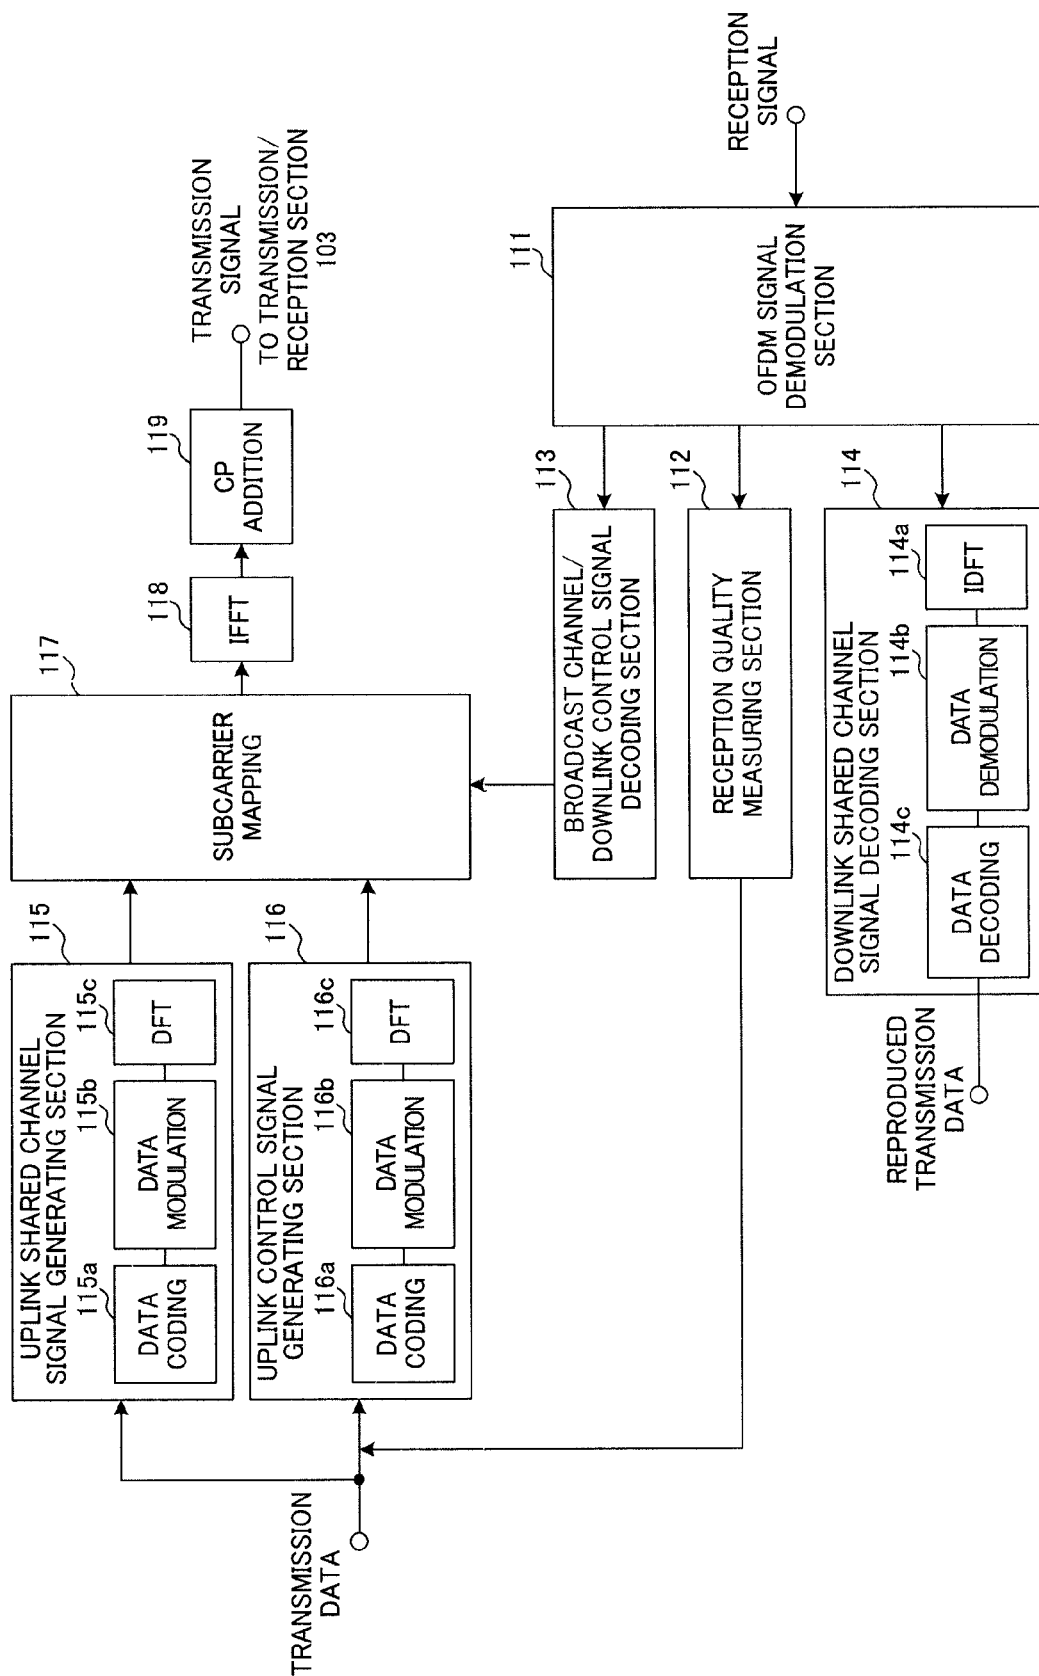 TRANSMISSION
DATA
115
UPLINK SHARED CHANNEL
SIGNAL GENERATING SECTION
115a
115b
115c
DATA
CODING
DATA
MODULATION
DFT
116
UPLINK CONTROL SIGNAL
GENERATING SECTION
116a
116b
116c
DATA
CODING
DATA
MODULATION
DFT
117
SUBCARRIER
MAPPING
118
IFFT
119
CP
ADDITION
TRANSMISSION
SIGNAL
TO TRANSMISSION/
RECEPTION SECTION
103
113
BROADCAST CHANNEL/
DOWNLINK CONTROL SIGNAL
DECODING SECTION
112
RECEPTION QUALITY
MEASURING SECTION
111
OFDM SIGNAL
DEMODULATION
SECTION
RECEPTION
SIGNAL
114
DOWNLINK SHARED CHANNEL
SIGNAL DECODING SECTION
114c
114b
114a
DATA
DECODING
DATA
DEMODULATION
IDFT
REPRODUCED
TRANSMISSION
DATA